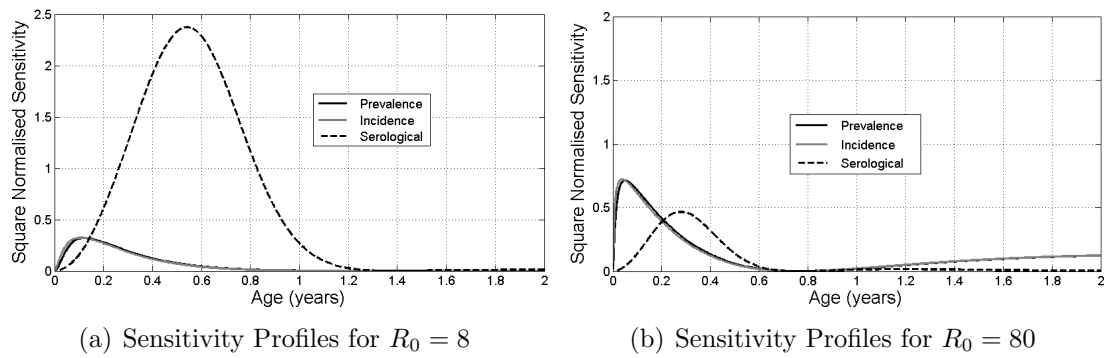 Square Normalised Sensitivity
2.5
2
1.5
1
0.5
0
0 0.2 0.4 0.6 0.8 1 1.2 1.4 1.6 1.8 2
Age (years)
Prevalence
Incidence
Serological
(a) Sensitivity Profiles for $R_0 = 8$
Square Normalised Sensitivity
2
1.5
1
0.5
0
0 0.2 0.4 0.6 0.8 1 1.2 1.4 1.6 1.8 2
Age (years)
Prevalence
Incidence
Serological
(b) Sensitivity Profiles for $R_0 = 80$